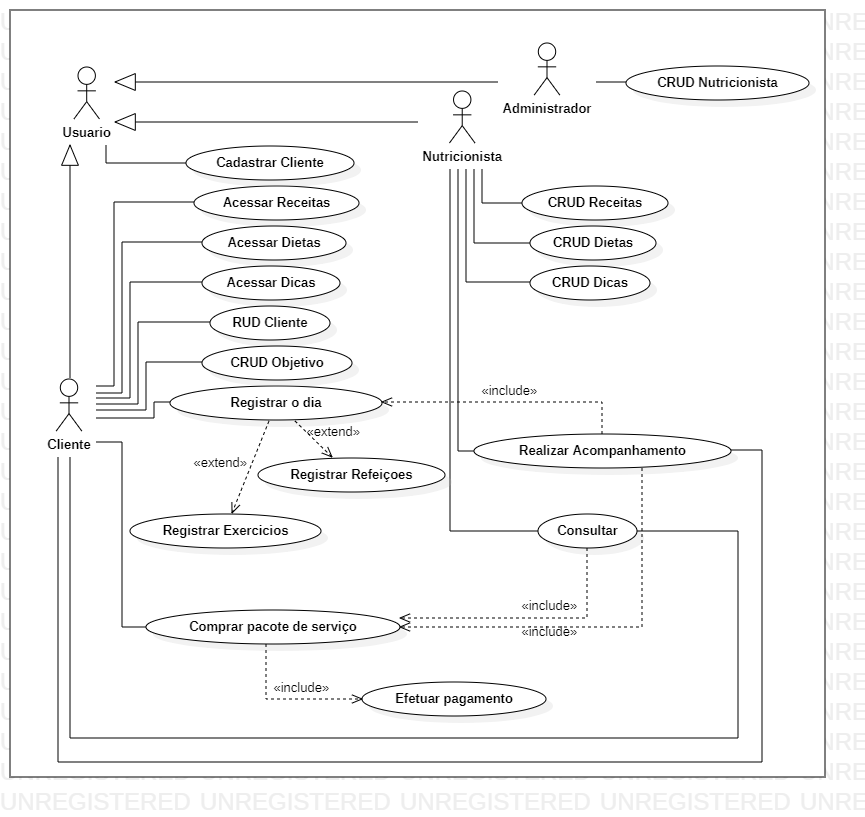 CRUD Nutricionista
Administrador
Usuario
Nutricionista
Cadastrar Cliente
Acessar Receitas
CRUD Receitas
Acessar Dietas
CRUD Dietas
Acessar Dicas
CRUD Dicas
RUD Cliente
CRUD Objetivo
«include»
Registrar o dia
«extend»
Cliente
Realizar Acompanhamento
«extend»
Registrar Refeiçoes
Registrar Exercicios
Consultar
«include»
Comprar pacote de serviço
«include»
«include»
Efetuar pagamento
UNREGISTERED UNREGISTERED UNREGISTERED UNREGISTERED UNRE